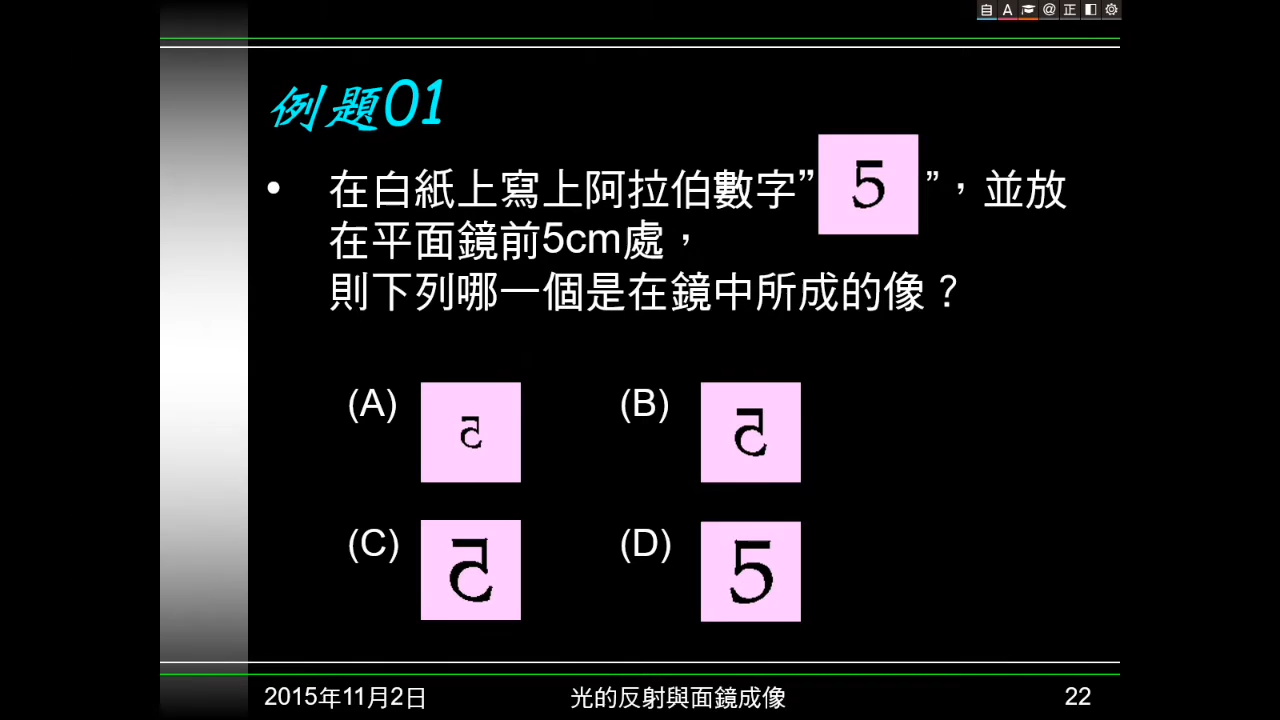 自 A @ 正
例題01
• 在白紙上寫上阿拉伯數字” 5 ”，並放
在平面鏡前5cm處，
則下列哪一個是在鏡中所成的像？
(A) (B)
(C) (D) 5
2015年11月2日 光的反射與面鏡成像 22